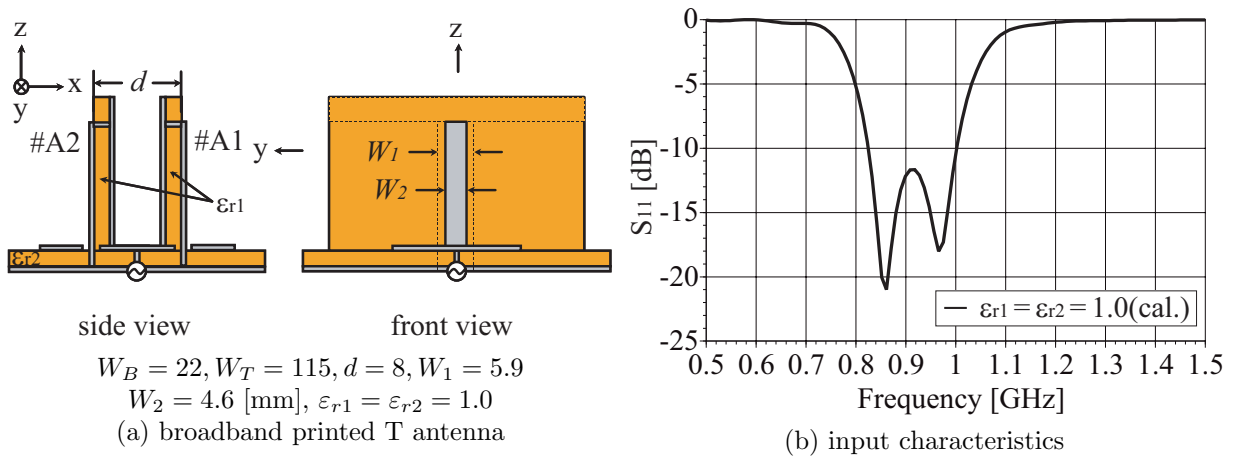 z
x
y
d
#A2
#A1
εr1
εr2
side view
z
y
W1
W2
front view
WB = 22, WT = 115, d = 8, W1 = 5.9
W2 = 4.6 [mm], εr1 = εr2 = 1.0
(a) broadband printed T antenna
0
-5
-10
-15
-20
-25
S11 [dB]
εr1 = εr2 = 1.0(cal.)
0.5 0.6 0.7 0.8 0.9 1 1.1 1.2 1.3 1.4 1.5
Frequency [GHz]
(b) input characteristics